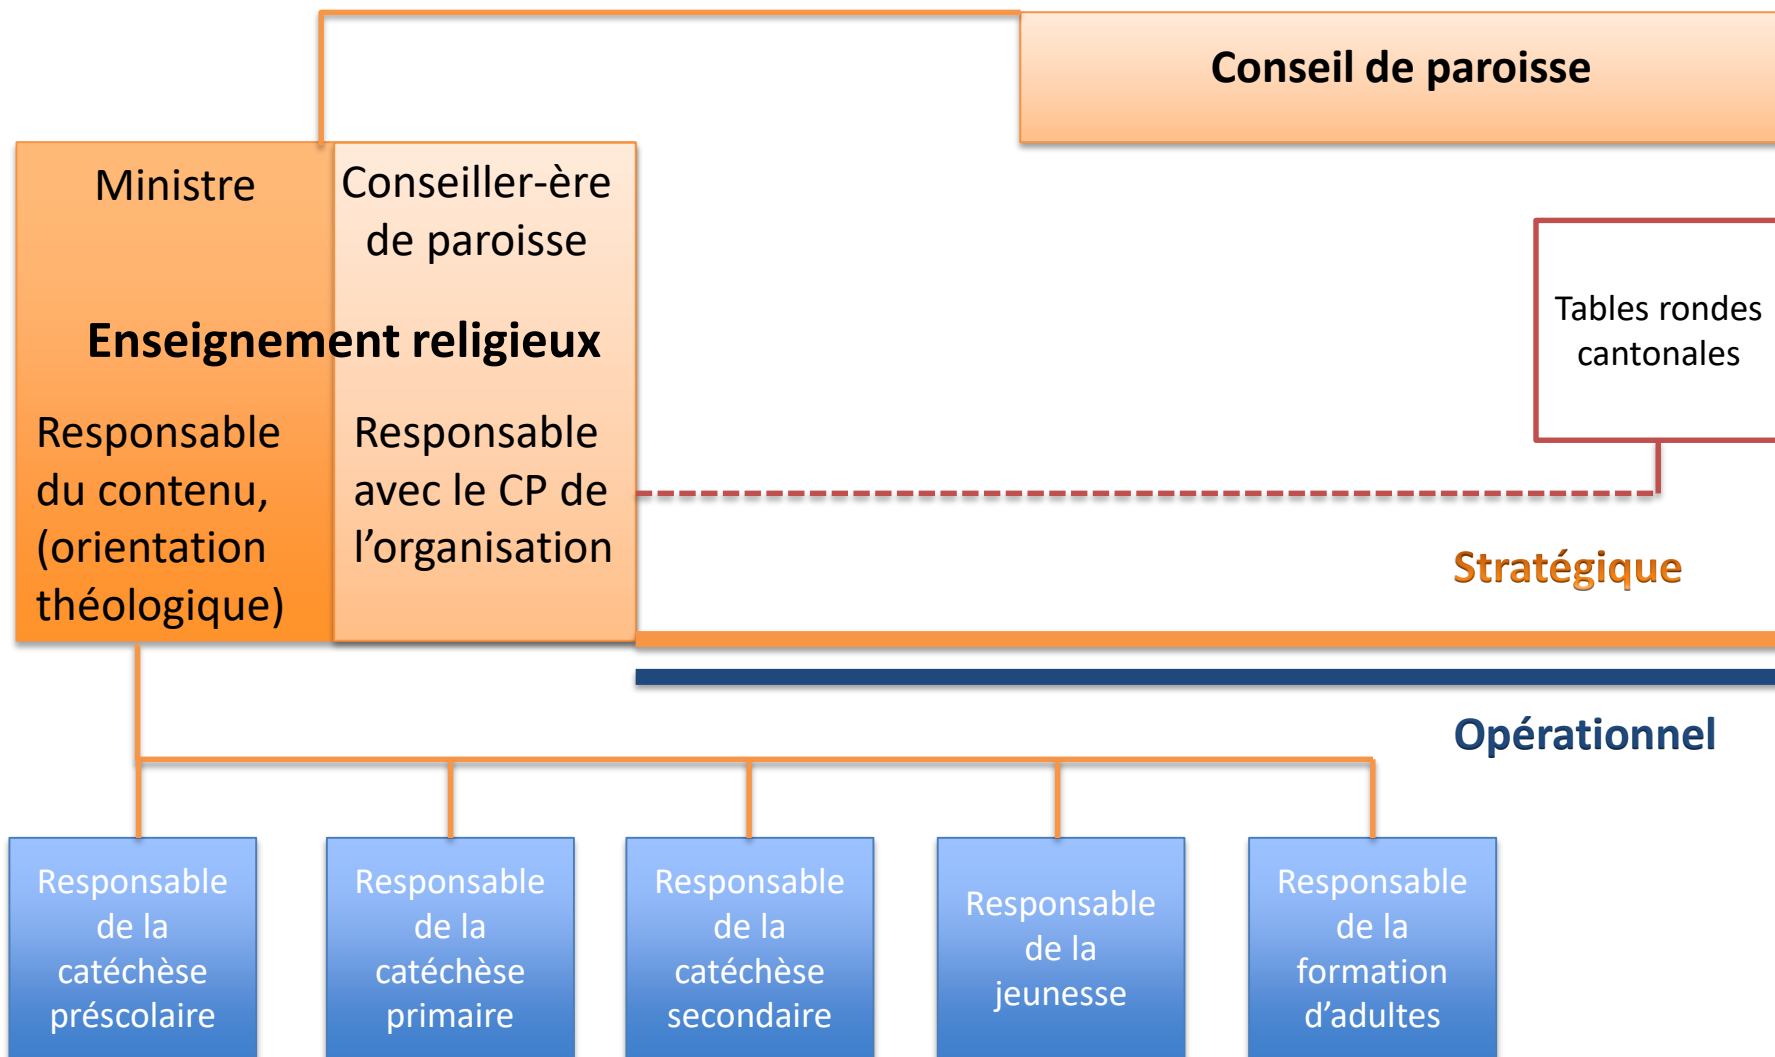 Conseil de paroisse
Ministre
Conseiller-ère
de paroisse
Enseignement religieux
Responsable
du contenu,
(orientation
théologique)
Responsable
avec le CP de
l’organisation
Tables rondes
cantonales
Stratégique
Opérationnel
Responsable
de la
catéchèse
préscolaire
Responsable
de la
catéchèse
primaire
Responsable
de la
catéchèse
secondaire
Responsable
de la
jeunesse
Responsable
de la
formation
d’adultes